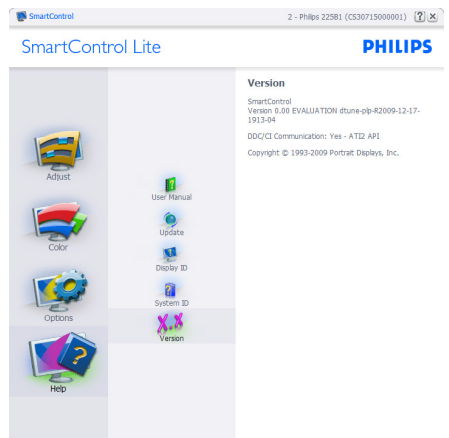 SmartControl
2 - Philips 225B1 (CS30715000001) ? X
SmartControl Lite
PHILIPS
Adjust
Color
Options
Help
User Manual
Update
Display ID
System ID
X.X
Version
Version
SmartControl
Version 0.00 EVALUATION dtune-plp-R2009-12-17-
1913-04
DDC/CI Communication: Yes - ATI2 API
Copyright © 1993-2009 Portrait Displays, Inc.